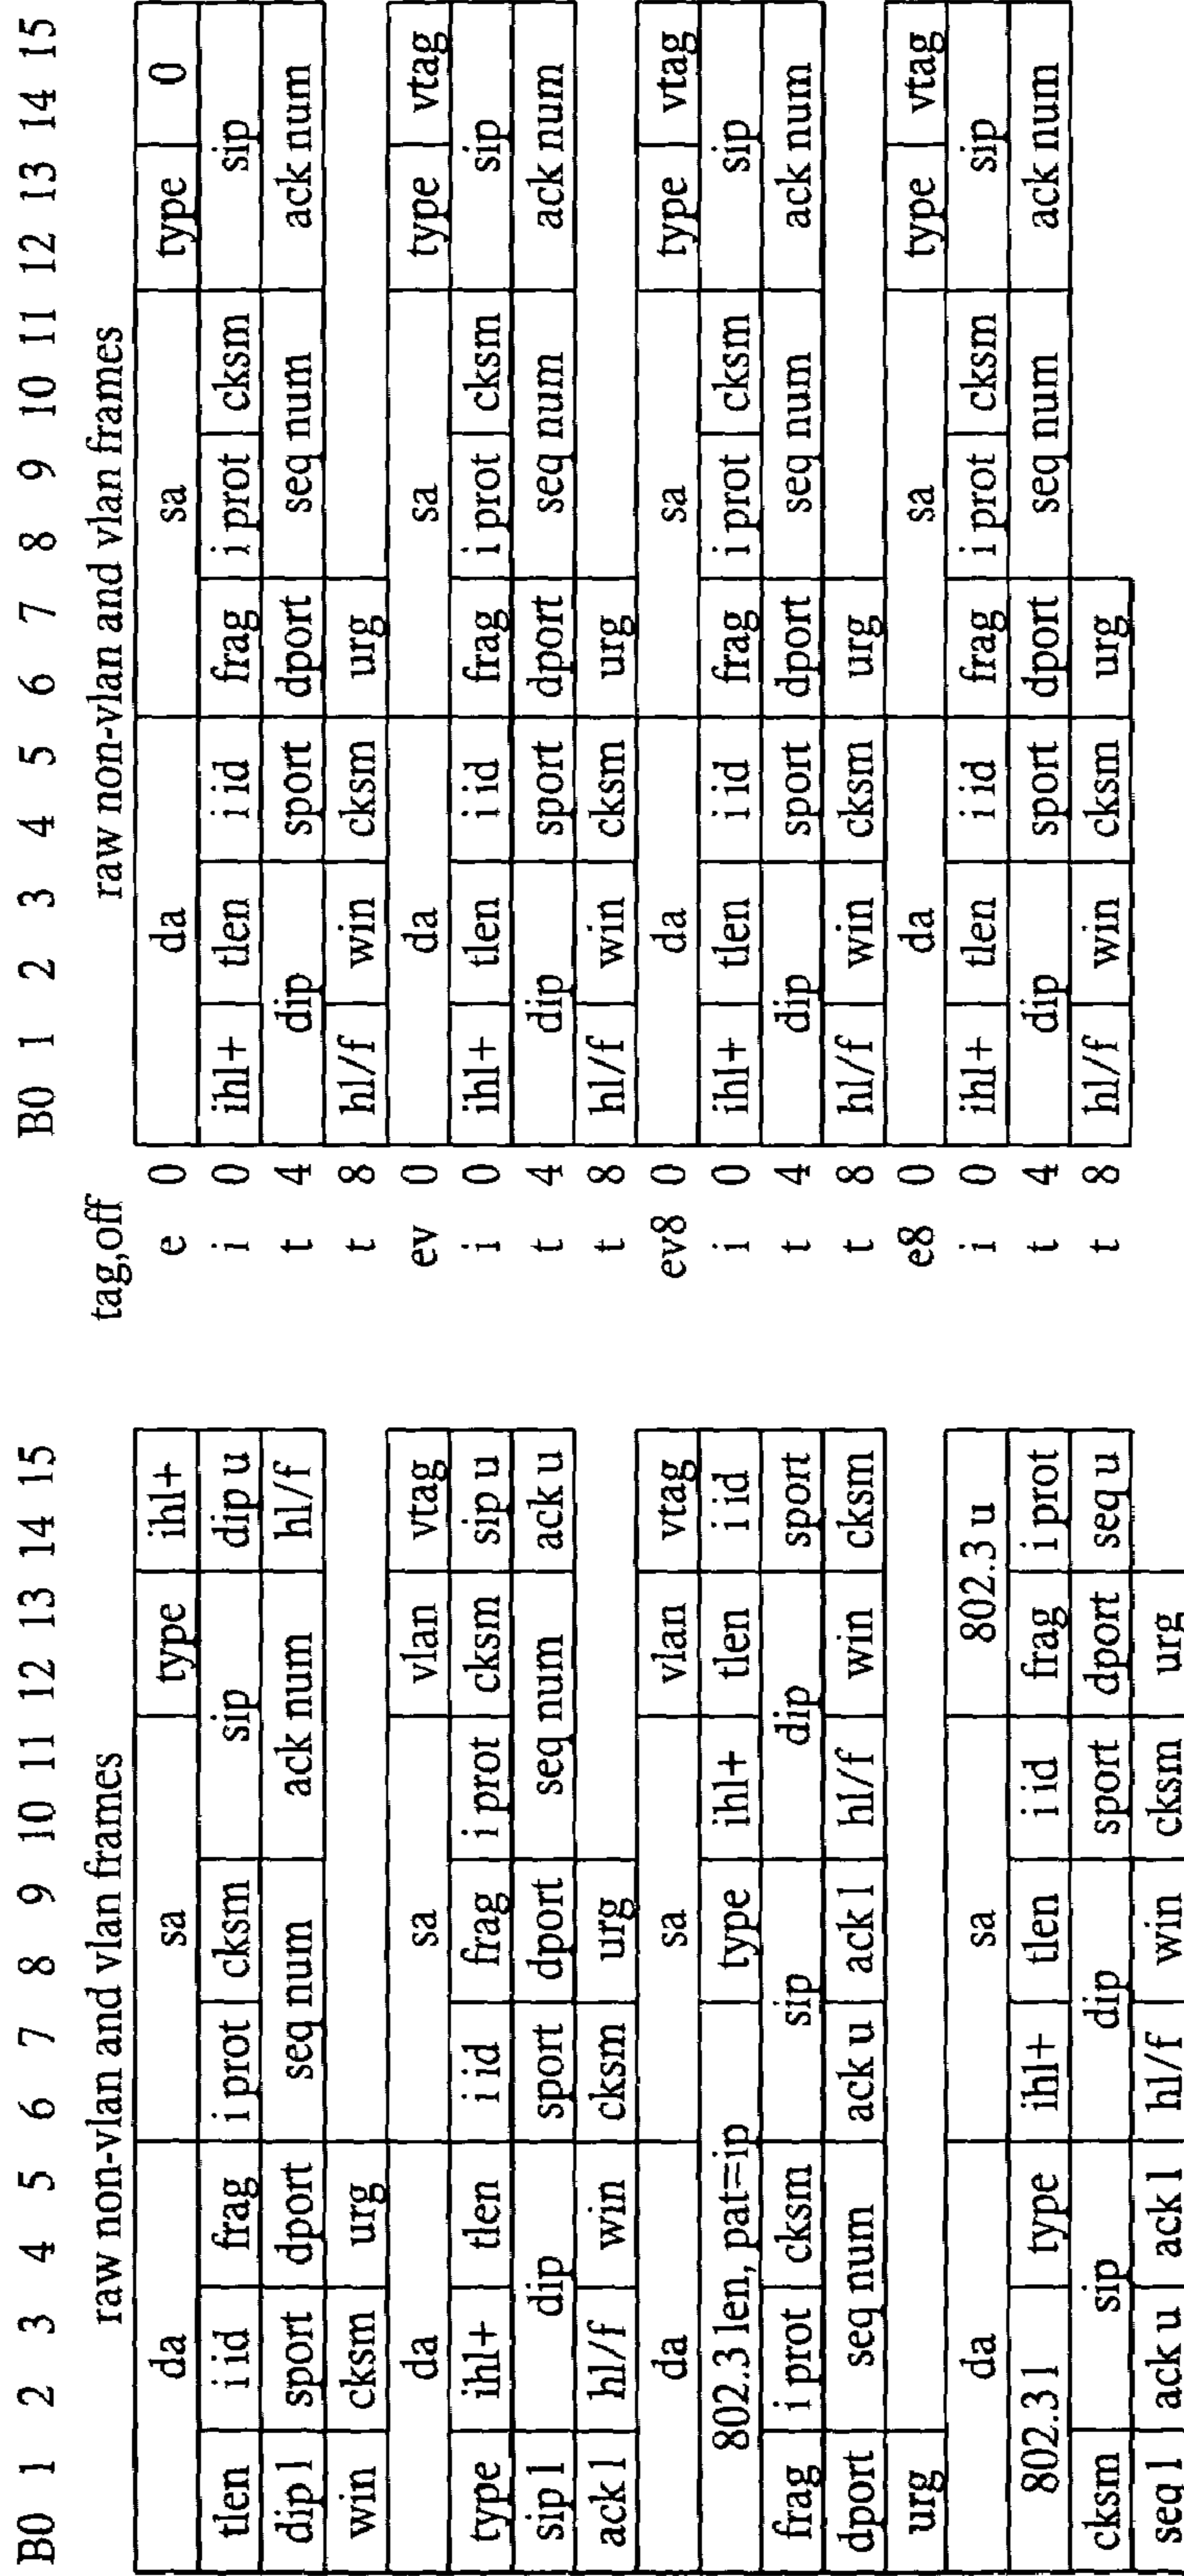 B0 1 2 3 4 5 6 7 8 9 10 11 12 13 14 15
raw non-vlan and vlan frames
da sa type ihl+
tlen i id frag i prot cksm sip dip u
dip l sport dport seq num ack num hl/f
win cksm urg
da sa vlan vtag
type ihl+ tlen i id frag i prot cksm sip u
sip l dip sport dport seq num ack u
ack l hl/f win cksm urg
da sa vlan vtag
802.3 len, pat=ip type ihl+ tlen i id
frag i prot cksm sip dip sport
dport seq num ack u ack l hl/f win cksm
urg
da sa 802.3 u
802.3 l type ihl+ tlen i id frag i prot
cksm sip dip sport dport seq u
seq l ack u ack l hl/f win cksm urg
B0 1 2 3 4 5 6 7 8 9 10 11 12 13 14 15
tag,off raw non-vlan and vlan frames
e 0 da sa type 0
i 0 ihl+ tlen i id frag i prot cksm sip
t 4 dip sport dport seq num ack num
t 8 hl/f win cksm urg
ev 0 da sa type vtag
i 0 ihl+ tlen i id frag i prot cksm sip
t 4 dip sport dport seq num ack num
t 8 hl/f win cksm urg
ev8 0 da sa type vtag
i 0 ihl+ tlen i id frag i prot cksm sip
t 4 dip sport dport seq num ack num
t 8 hl/f win cksm urg
e8 0 da sa type vtag
i 0 ihl+ tlen i id frag i prot cksm sip
t 4 dip sport dport seq num ack num
t 8 hl/f win cksm urg